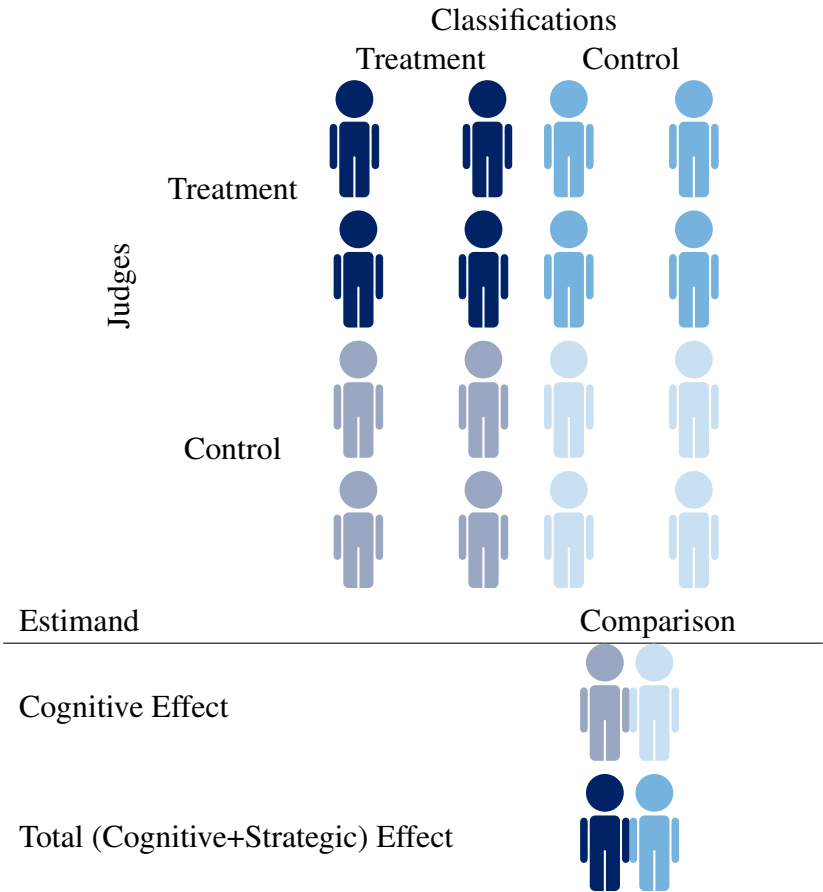 Classifications
Treatment Control
Treatment
Judges
Control
Estimand Comparison
Cognitive Effect
Total (Cognitive+Strategic) Effect